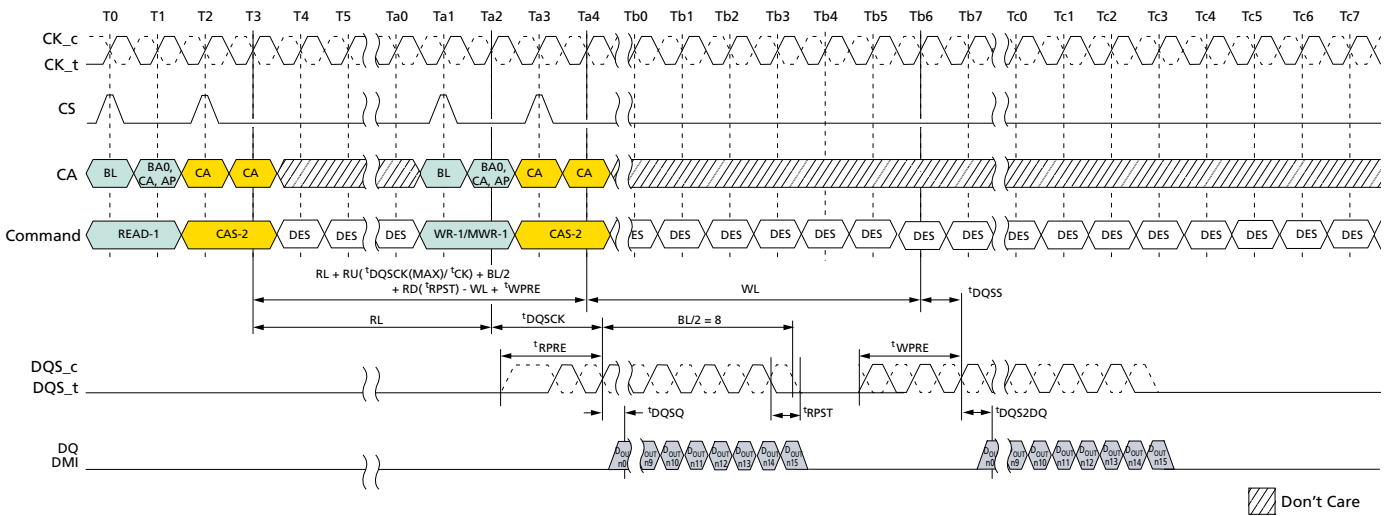 T0 T1 T2 T3 T4 T5 Ta0 Ta1 Ta2 Ta3 Ta4 Tb0 Tb1 Tb2 Tb3 Tb4 Tb5 Tb6 Tb7 Tc0 Tc1 Tc2 Tc3 Tc4 Tc5 Tc6 Tc7
CK_c
CK_t
CS
CA BL BA0, CA, AP CA CA BL BA0, CA, AP CA CA
Command READ-1 CAS-2 DES DES DES WR-1/MWR-1 CAS-2 DES DES DES DES DES DES DES DES DES DES DES DES DES DES DES DES
RL + RU( tDQSCK(MAX)/ tCK) + BL/2
+ RD( tRPST) - WL + tWPRE
WL
tDQSS
RL
tDQSCK
BL/2 = 8
tRPRE
tWPRE
DQS_c
DQS_t
tDQSQ
tRPST
tDQS2DQ
DQ
DMI
DOUT n0 DOUT n9 DOUT n10 DOUT n11 DOUT n12 DOUT n13 DOUT n14 DOUT n15
DOUT n0 DOUT n9 DOUT n10 DOUT n11 DOUT n12 DOUT n13 DOUT n14 DOUT n15
Don't Care